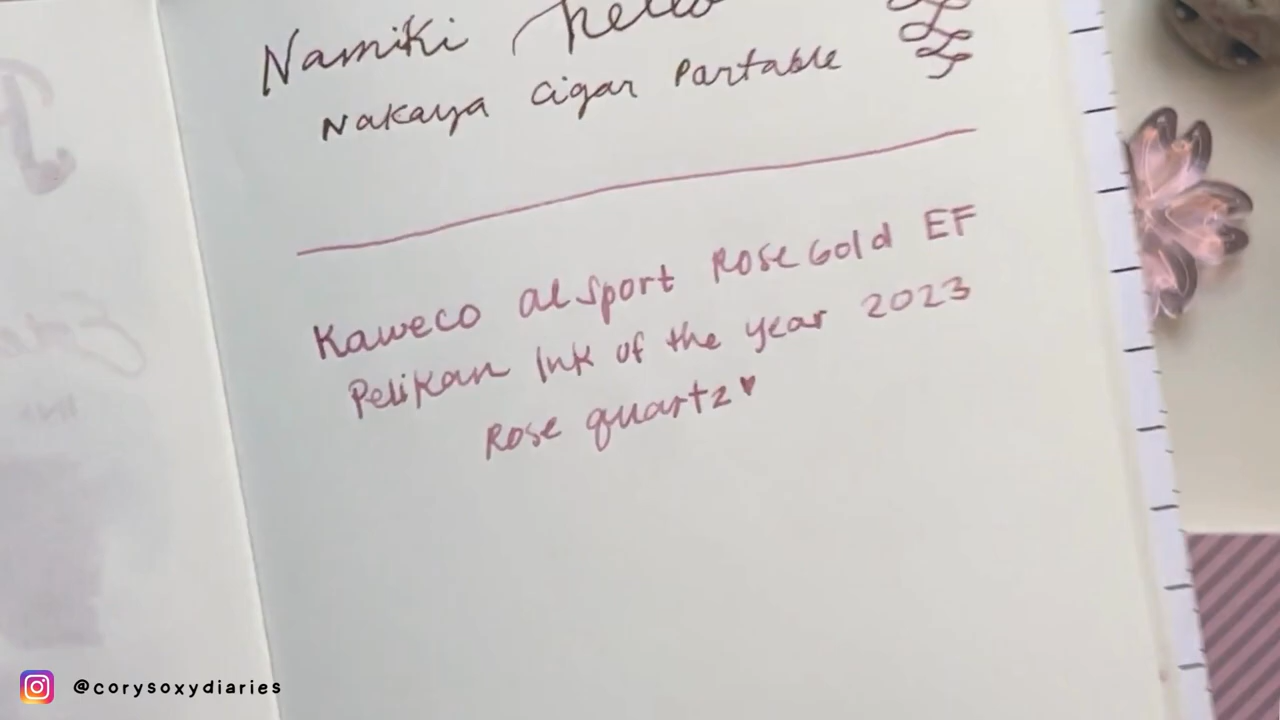 Namiki hello
Nakaya Cigar Partable
Kaweco al sport Rose Gold EF
Pelikan Ink of the year 2023
Rose quartz♥
@corysoxydiaries